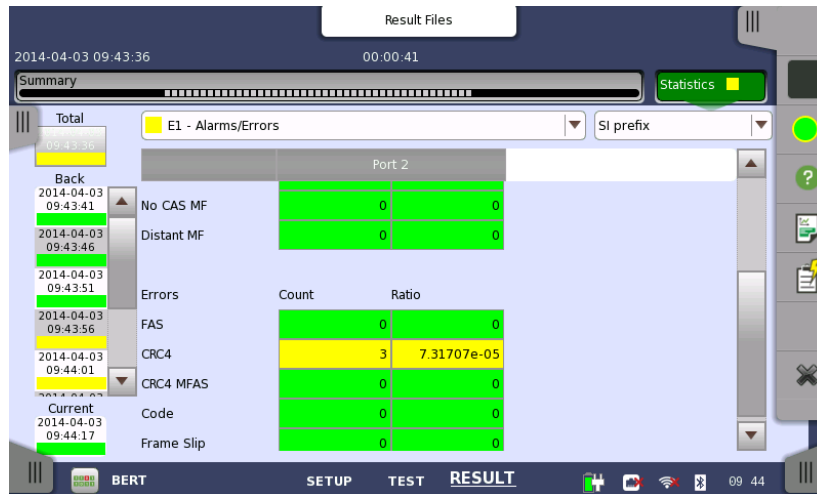 Result Files
2014-04-03 09:43:36 00:00:41
Summary
Statistics
Total
09:43:36
E1 - Alarms/Errors
SI prefix
Port 2
Back
2014-04-03
09:43:41
No CAS MF 0 0
2014-04-03
09:43:46
Distant MF 0 0
2014-04-03
09:43:51
Errors Count Ratio
2014-04-03
09:43:56
FAS 0 0
2014-04-03
09:44:01
CRC4 3 7.31707e-05
CRC4 MFAS 0 0
Current
2014-04-03
09:44:17
Code 0 0
Frame Slip 0 0
BERT SETUP TEST RESULT 09 44